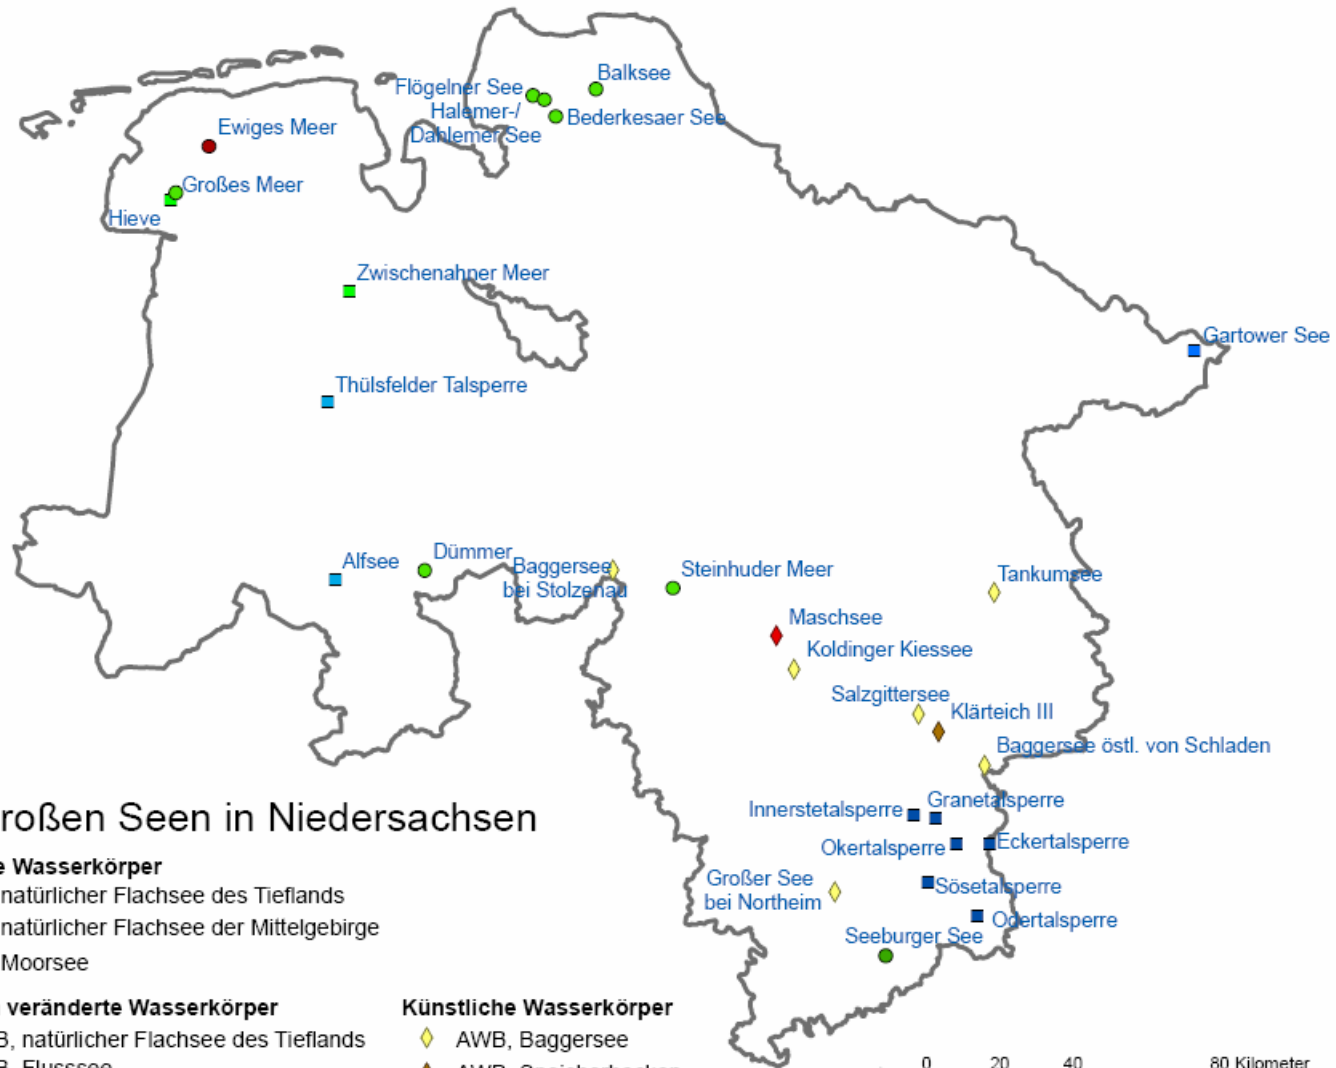 Balksee
Flögelner See
Halemer-/
Dahlemer See
Bederkesaer See
Ewiges Meer
Großes Meer
Hieve
Zwischenahner Meer
Gartower See
Thülsfelder Talsperre
Alfsee
Dümmer
Baggersee
bei Stolzenau
Steinhuder Meer
Tankumsee
Maschsee
Koldinger Kiessee
Salzgittersee
Klärteich III
Baggersee östl. von Schladen
Innerstetalsperre
Granetalsperre
Okertalsperre
Eckertalsperre
Großer See
bei Northeim
Sösetalsperre
Odertalsperre
Seeburger See
roßen Seen in Niedersachsen
e Wasserkörper
natürlicher Flachsee des Tieflands
natürlicher Flachsee der Mittelgebirge
Moorsee
veränderte Wasserkörper
B, natürlicher Flachsee des Tieflands
B, Flusssee
Künstliche Wasserkörper
AWB, Baggersee
AWB, Speicherbecken
0 20 40 80 Kilometer